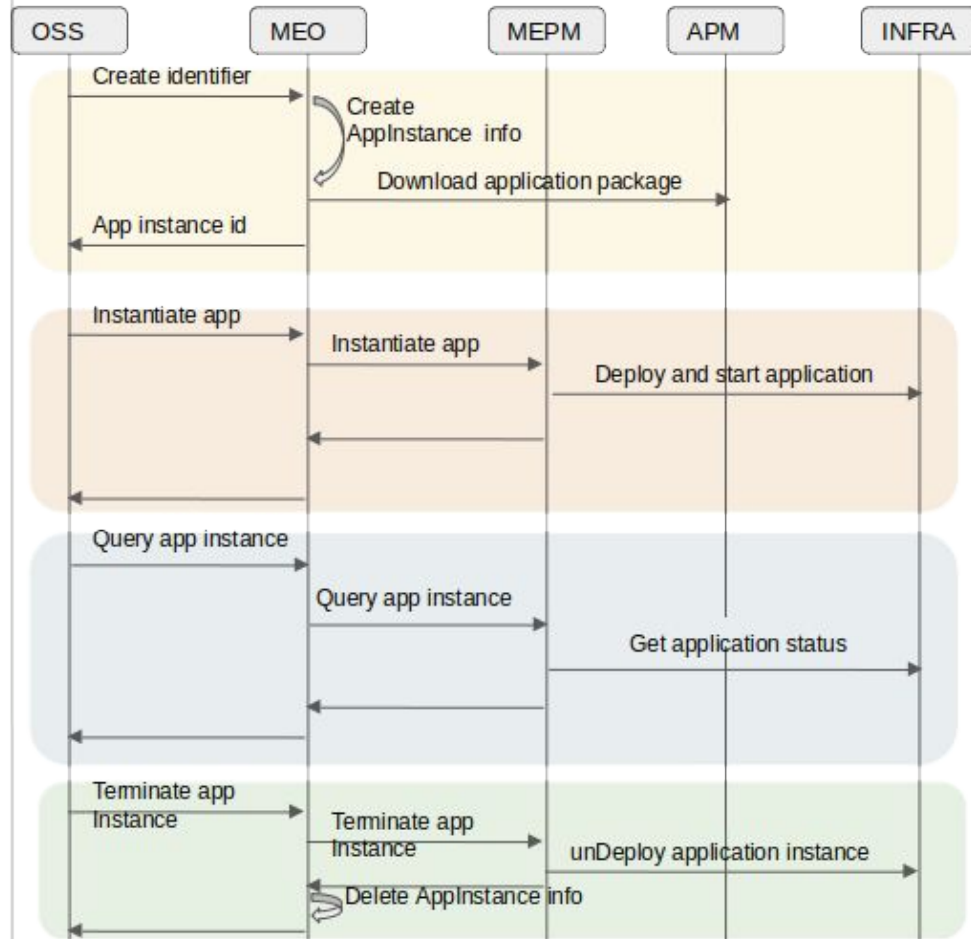 OSS
MEO
MEPM
APM
INFRA
Create identifier
Create
AppInstance info
Download application package
App instance id
Instantiate app
Instantiate app
Deploy and start application
Query app instance
Query app instance
Get application status
Terminate app
Instance
Terminate app
Instance
unDeploy application instance
Delete AppInstance info